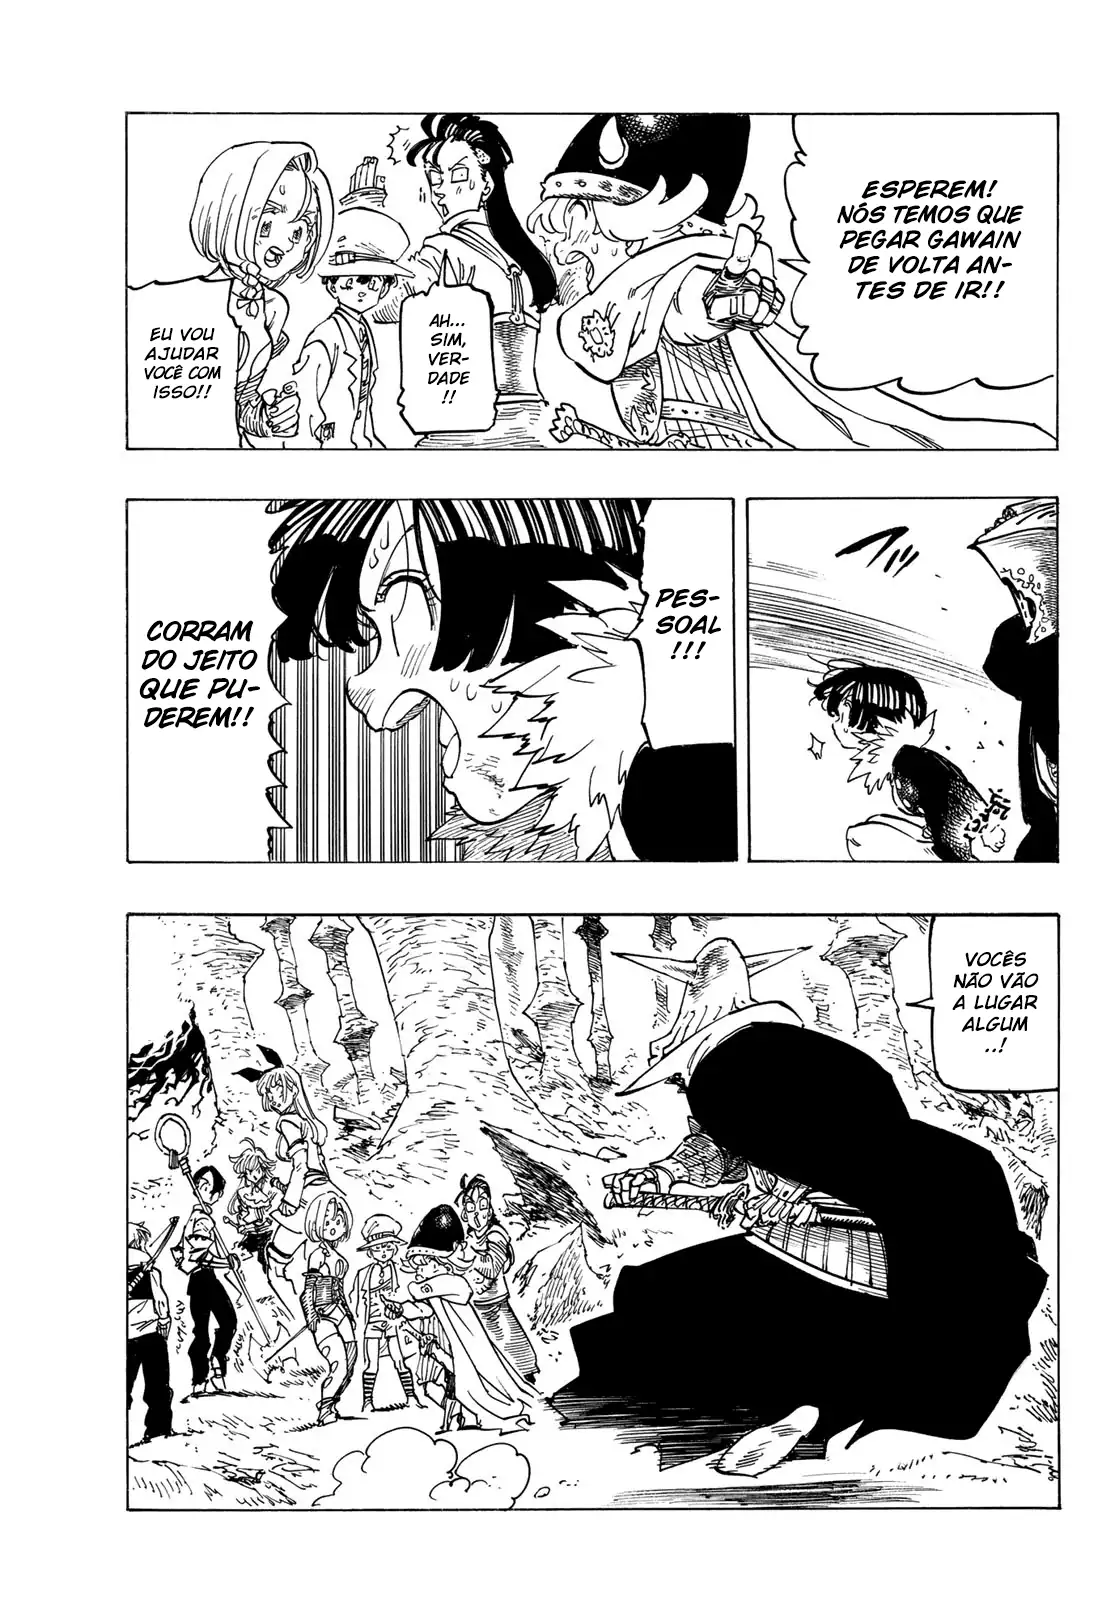 ESPEREM!
NÓS TEMOS QUE
PEGAR GAWAIN
DE VOLTA AN-
TES DE IR!!
AH...
SIM,
VER-
DADE
!!
EU VOU
AJUDAR
VOCÊ COM
ISSO!!
PES-
SOAL
!!!
CORRAM
DO JEITO
QUE PU-
DEREM!!
VOCÊS
NÃO VÃO
A LUGAR
ALGUM
..!